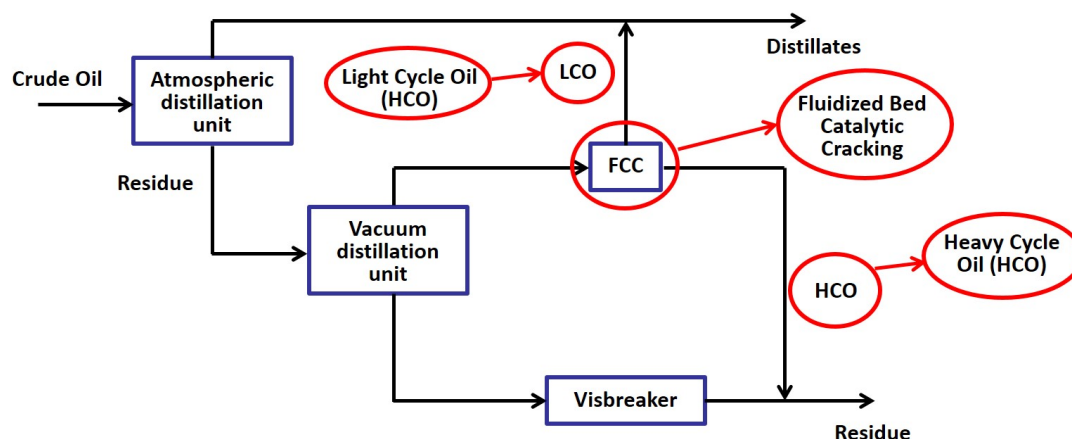 Crude Oil
Atmospheric
distillation
unit
Light Cycle Oil
(HCO)
LCO
Distillates
Fluidized Bed
Catalytic
Cracking
FCC
Residue
Vacuum
distillation
unit
HCO
Heavy Cycle
Oil (HCO)
Visbreaker
Residue